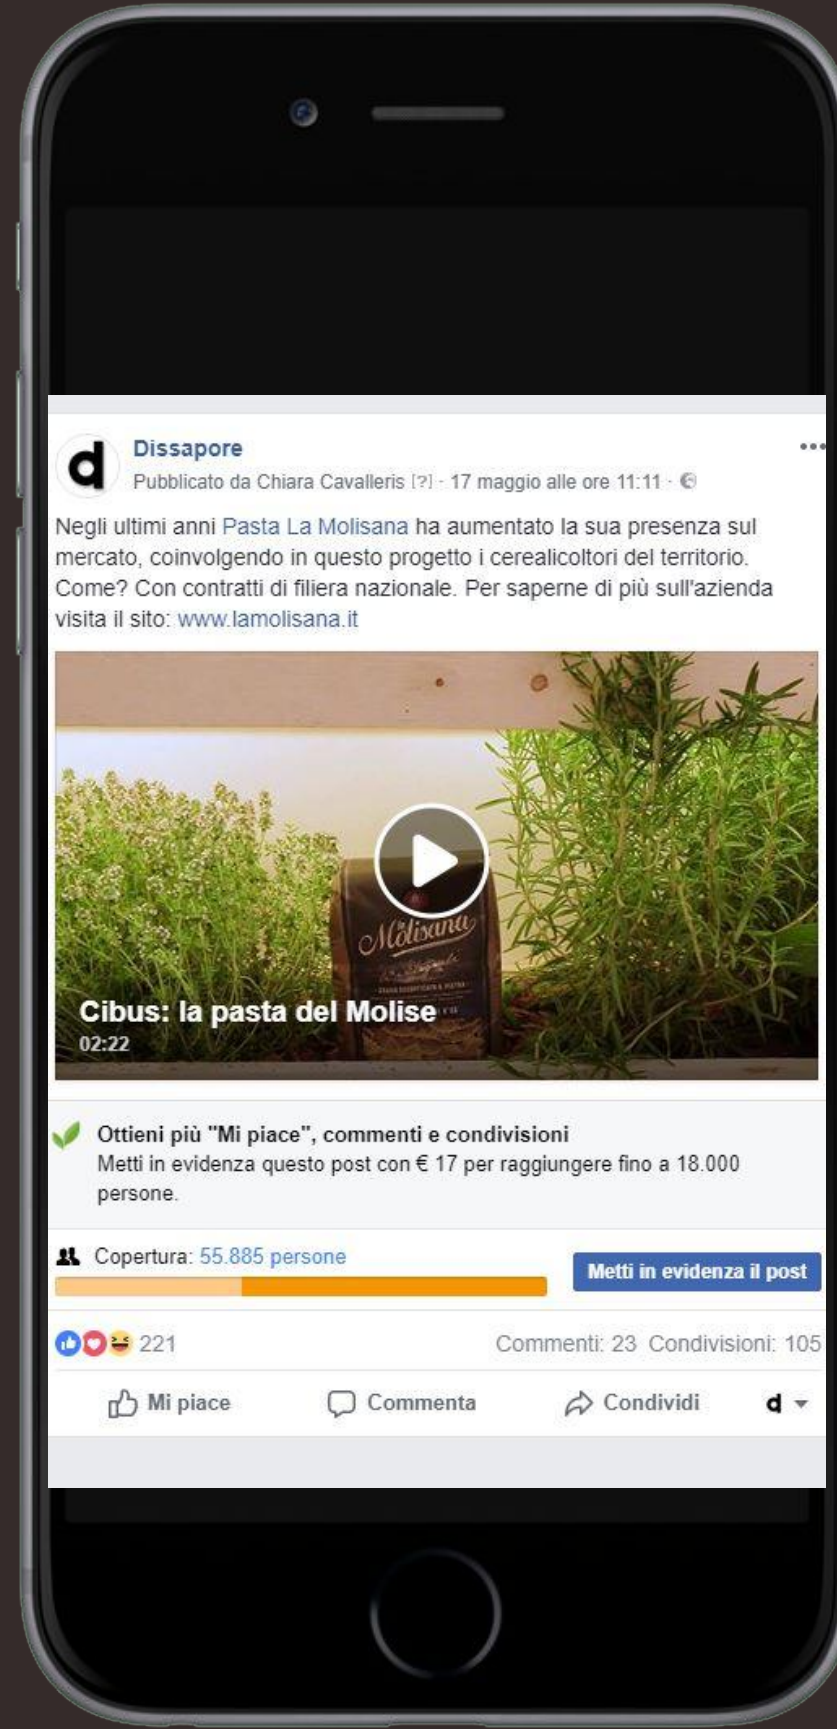 d
Dissapore
Pubblicato da Chiara Cavalleris [?] · 17 maggio alle ore 11:11 ·
Negli ultimi anni Pasta La Molisana ha aumentato la sua presenza sul
mercato, coinvolgendo in questo progetto i cerealicoltori del territorio.
Come? Con contratti di filiera nazionale. Per saperne di più sull'azienda
visita il sito: www.lamolisana.it
la Molisana
Cibus: la pasta del Molise
02:22
Ottieni più "Mi piace", commenti e condivisioni
Metti in evidenza questo post con € 17 per raggiungere fino a 18.000
persone.
Copertura: 55.885 persone
Metti in evidenza il post
221 Commenti: 23 Condivisioni: 105
Mi piace Commenta Condividi d